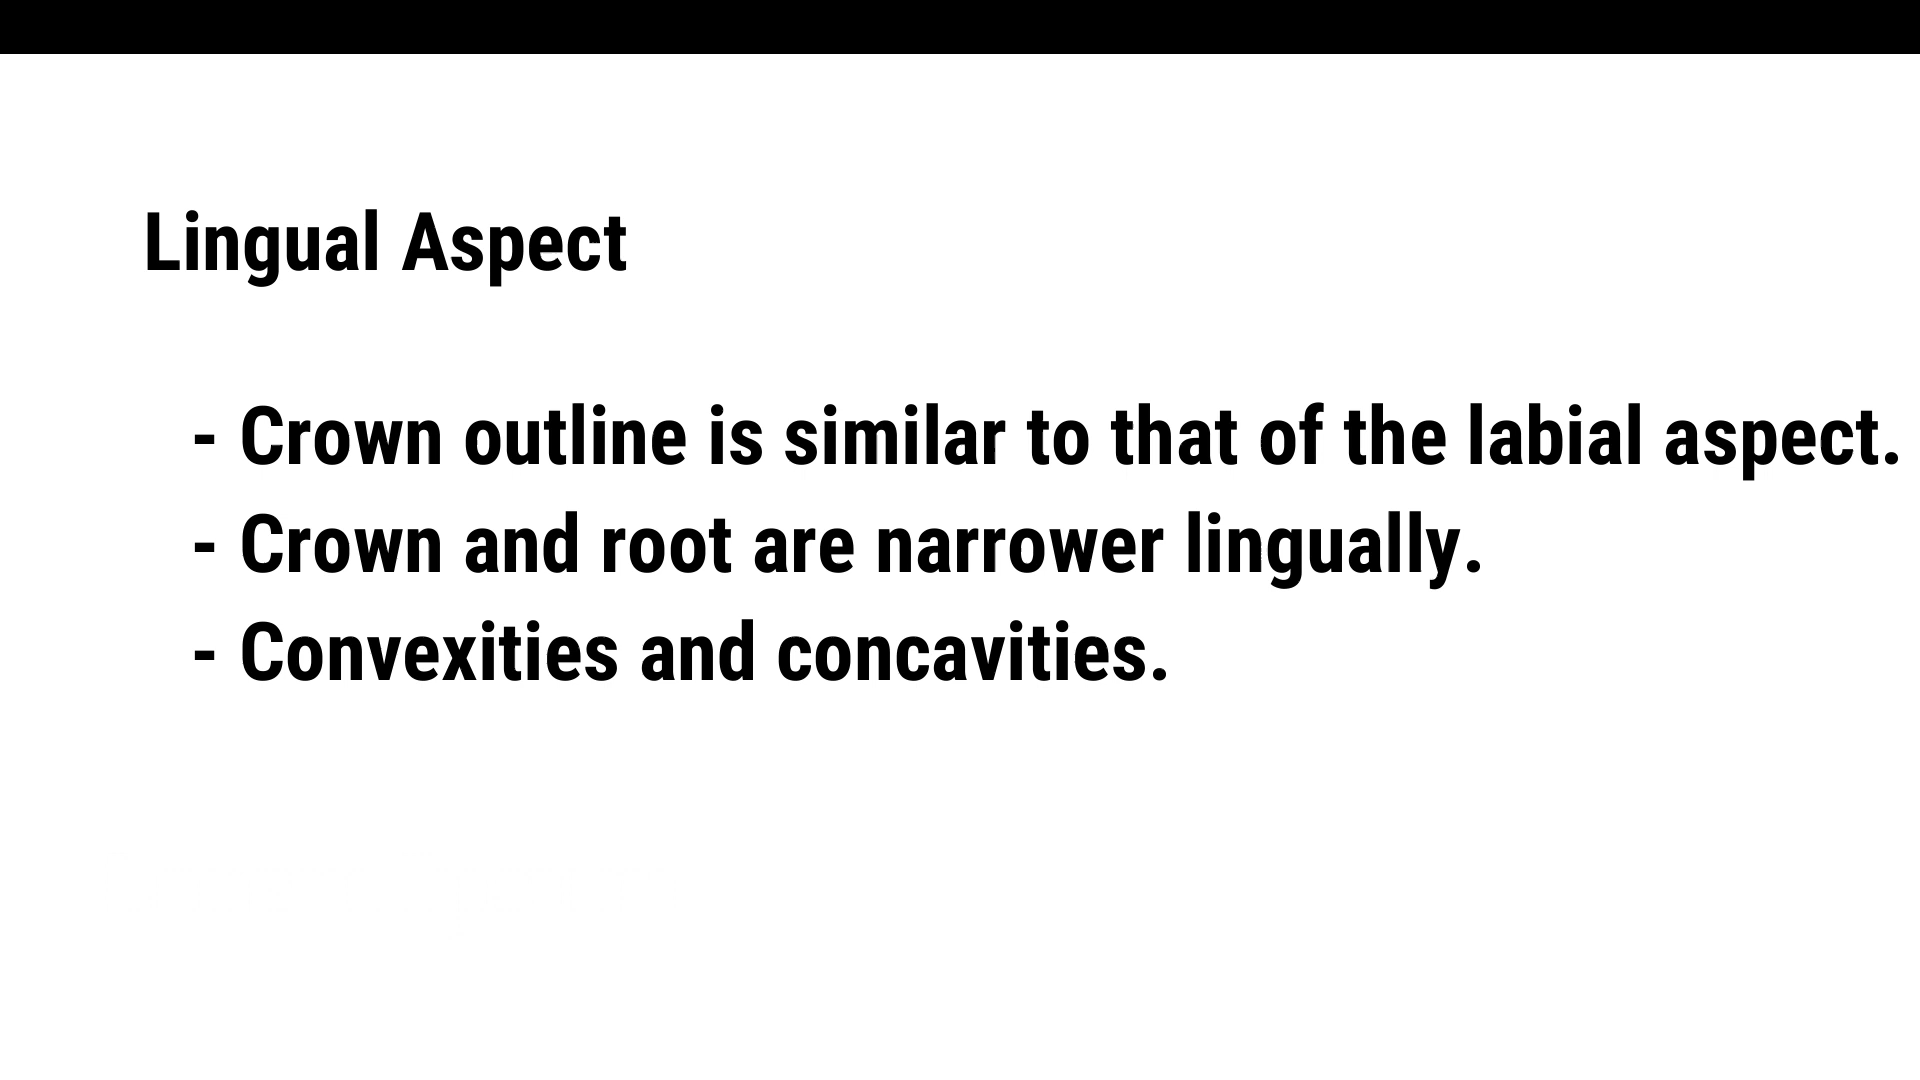 Lingual Aspect
- Crown outline is similar to that of the labial aspect.
- Crown and root are narrower lingually.
- Convexities and concavities.